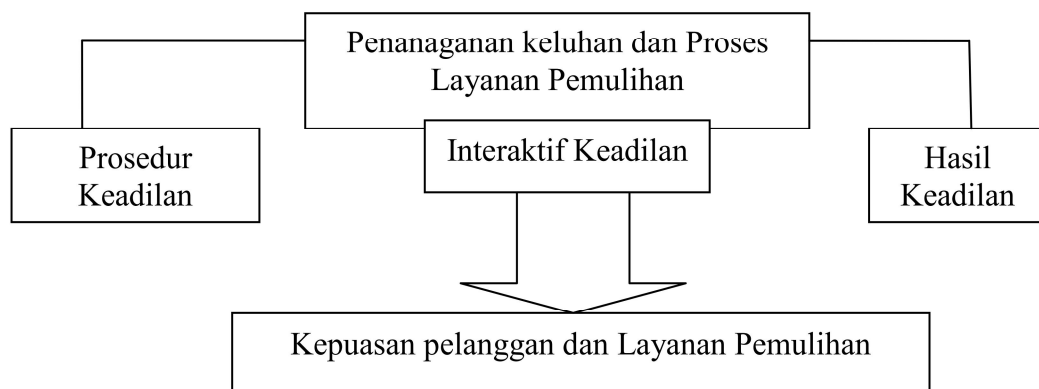 Penanaganan keluhan dan Proses
Layanan Pemulihan
Interaktif Keadilan
Prosedur
Keadilan
Hasil
Keadilan
Kepuasan pelanggan dan Layanan Pemulihan